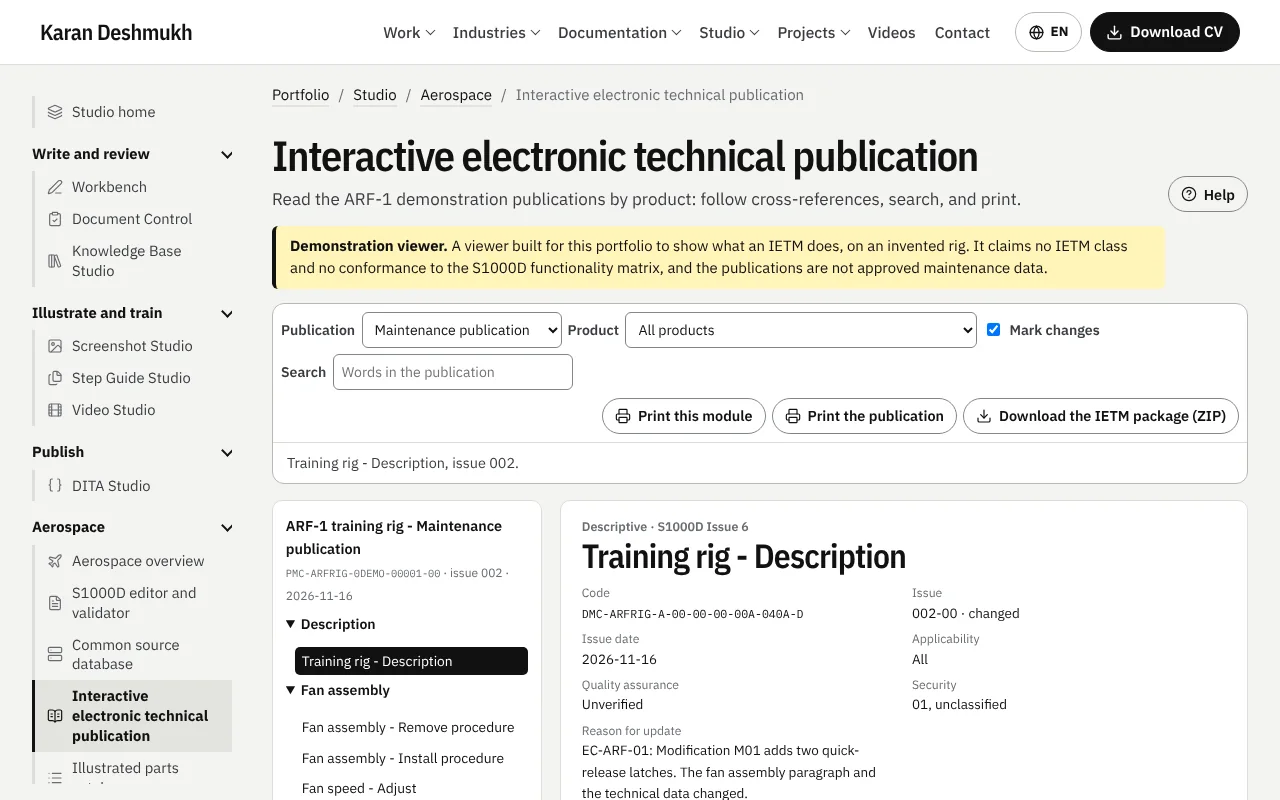 Karan Deshmukh
Work
Industries
Documentation
Studio
Projects
Videos
Contact
EN
Download CV
Studio home
Write and review
Workbench
Document Control
Knowledge Base
Studio
Illustrate and train
Screenshot Studio
Step Guide Studio
Video Studio
Publish
DITA Studio
Aerospace
Aerospace overview
S1000D editor and
validator
Common source
database
Interactive
electronic technical
publication
Illustrated parts
Portfolio / Studio / Aerospace / Interactive electronic technical publication
Interactive electronic technical publication
Read the ARF-1 demonstration publications by product: follow cross-references, search, and print.
Help
Demonstration viewer. A viewer built for this portfolio to show what an IETM does, on an invented rig. It claims no IETM class
and no conformance to the S1000D functionality matrix, and the publications are not approved maintenance data.
Publication
Maintenance publication
Product
All products
Mark changes
Search
Words in the publication
Print this module
Print the publication
Download the IETM package (ZIP)
Training rig - Description, issue 002.
ARF-1 training rig - Maintenance
publication
PMC-ARFRIG-0DEMO-00001-00 · issue 002 ·
2026-11-16
Description
Training rig - Description
Fan assembly
Fan assembly - Remove procedure
Fan assembly - Install procedure
Fan speed - Adjust
Descriptive · S1000D Issue 6
Training rig - Description
Code
DMC-ARFRIG-A-00-00-00-00A-040A-D
Issue
002-00 · changed
Issue date
2026-11-16
Applicability
All
Quality assurance
Unverified
Security
01, unclassified
Reason for update
EC-ARF-01: Modification M01 adds two quick-
release latches. The fan assembly paragraph and
the technical data changed.